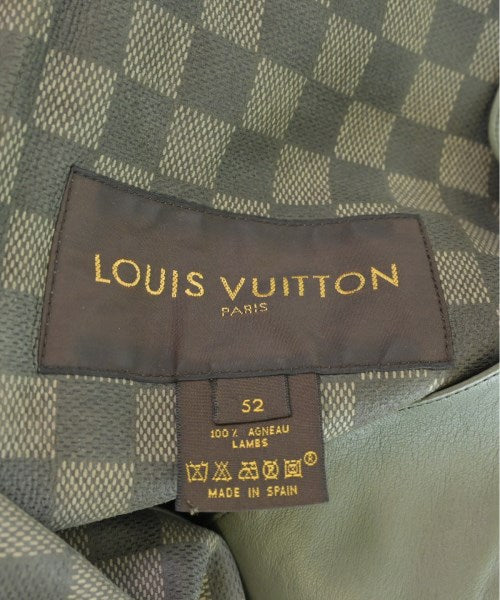 LOUIS VUITTON
PARIS
52
100% AGNEAU
LAMBS
®
MADE IN SPAIN